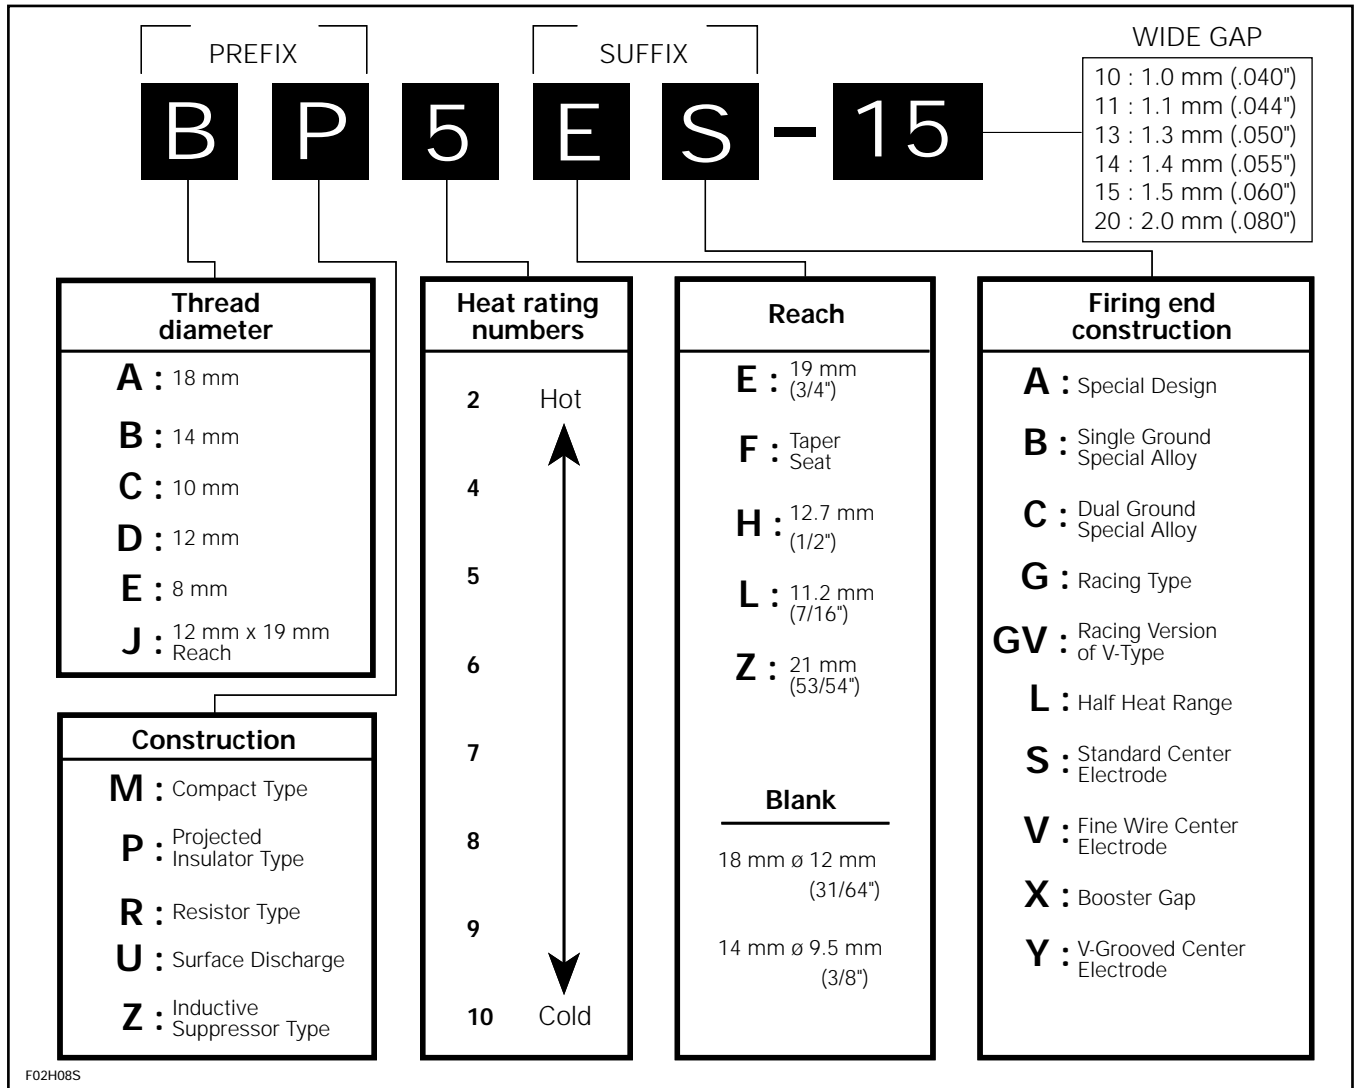 PREFIX
SUFFIX
WIDE GAP
B P 5 E S - 15
10 : 1.0 mm (.040")
11 : 1.1 mm (.044")
13 : 1.3 mm (.050")
14 : 1.4 mm (.055")
15 : 1.5 mm (.060")
20 : 2.0 mm (.080")
Thread
diameter
A : 18 mm
B : 14 mm
C : 10 mm
D : 12 mm
E : 8 mm
J : 12 mm x 19 mm
Reach
Construction
M : Compact Type
P : Projected
Insulator Type
R : Resistor Type
U : Surface Discharge
Z : Inductive
Suppressor Type
Heat rating
numbers
2 Hot
4
5
6
7
8
9
10 Cold
Reach
E : 19 mm
(3/4")
F : Taper
Seat
H : 12.7 mm
(1/2")
L : 11.2 mm
(7/16")
Z : 21 mm
(53/54")
Blank
18 mm ø 12 mm
(31/64")
14 mm ø 9.5 mm
(3/8")
Firing end
construction
A : Special Design
B : Single Ground
Special Alloy
C : Dual Ground
Special Alloy
G : Racing Type
GV : Racing Version
of V-Type
L : Half Heat Range
S : Standard Center
Electrode
V : Fine Wire Center
Electrode
X : Booster Gap
Y : V-Grooved Center
Electrode
F02H08S